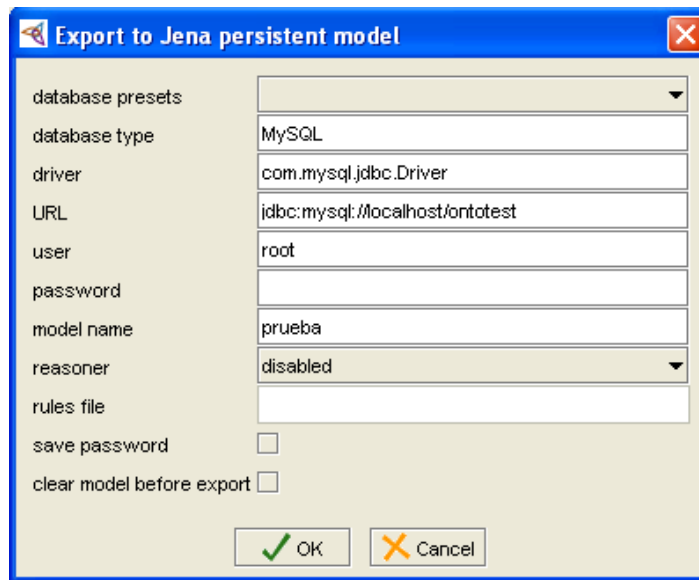 Export to Jena persistent model
database presets
database type MySQL
driver com.mysql.jdbc.Driver
URL jdbc:mysql://localhost/ontotest
user root
password
model name prueba
reasoner disabled
rules file
save password
clear model before export
OK Cancel